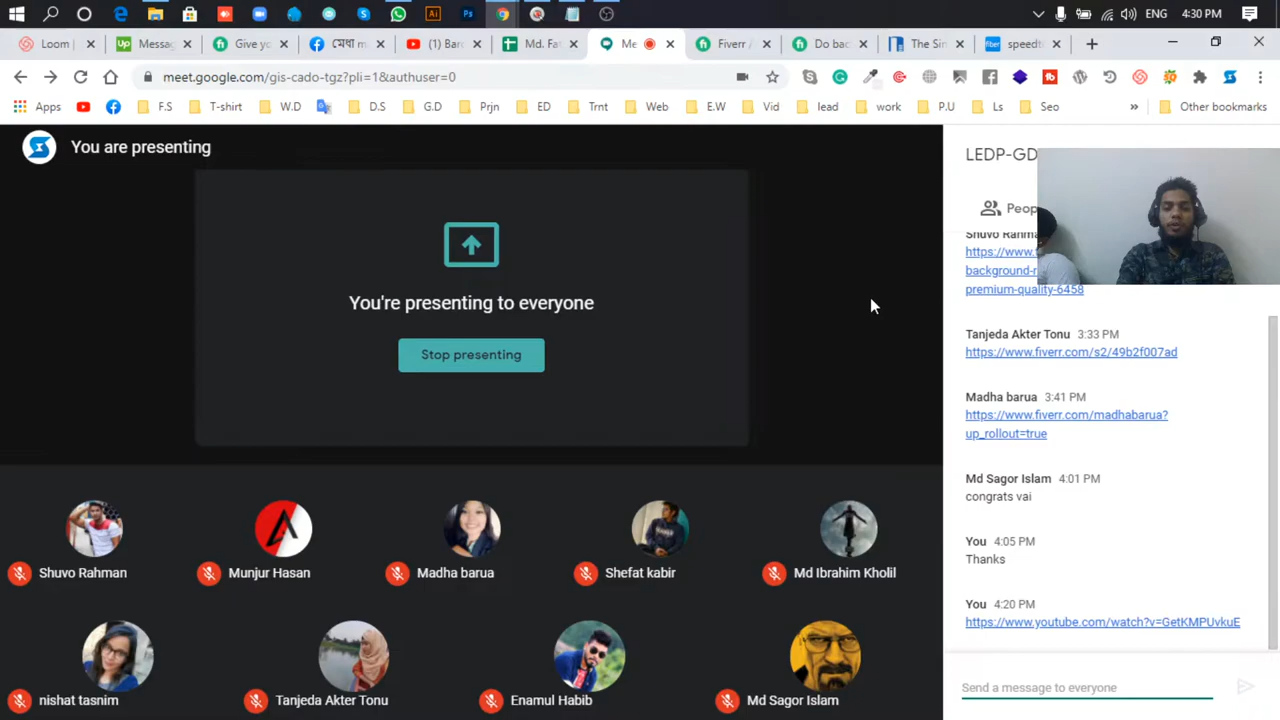 ENG
4:30 PM
Loom |
Messag
Give yo
মেধা ম
(1) Barc
Md. Fa
Me
Fiverr /
Do bac
The Sin
speedt
meet.google.com/gis-cado-tgz?pli=1&authuser=0
Apps
F.S
T-shirt
W.D
D.S
G.D
Prjn
ED
Trnt
Web
E.W
Vid
lead
work
P.U
Ls
Seo
Other bookmarks
You are presenting
You're presenting to everyone
Stop presenting
Shuvo Rahman
Munjur Hasan
Madha barua
Shefat kabir
Md Ibrahim Kholil
nishat tasnim
Tanjeda Akter Tonu
Enamul Habib
Md Sagor Islam
LEDP-GD
Peop
Shuvo Rahma
https://www.
background-r
premium-quality-6458
Tanjeda Akter Tonu 3:33 PM
https://www.fiverr.com/s2/49b2f007ad
Madha barua 3:41 PM
https://www.fiverr.com/madhabarua?
up_rollout=true
Md Sagor Islam 4:01 PM
congrats vai
You 4:05 PM
Thanks
You 4:20 PM
https://www.youtube.com/watch?v=GetKMPUvkuE
Send a message to everyone